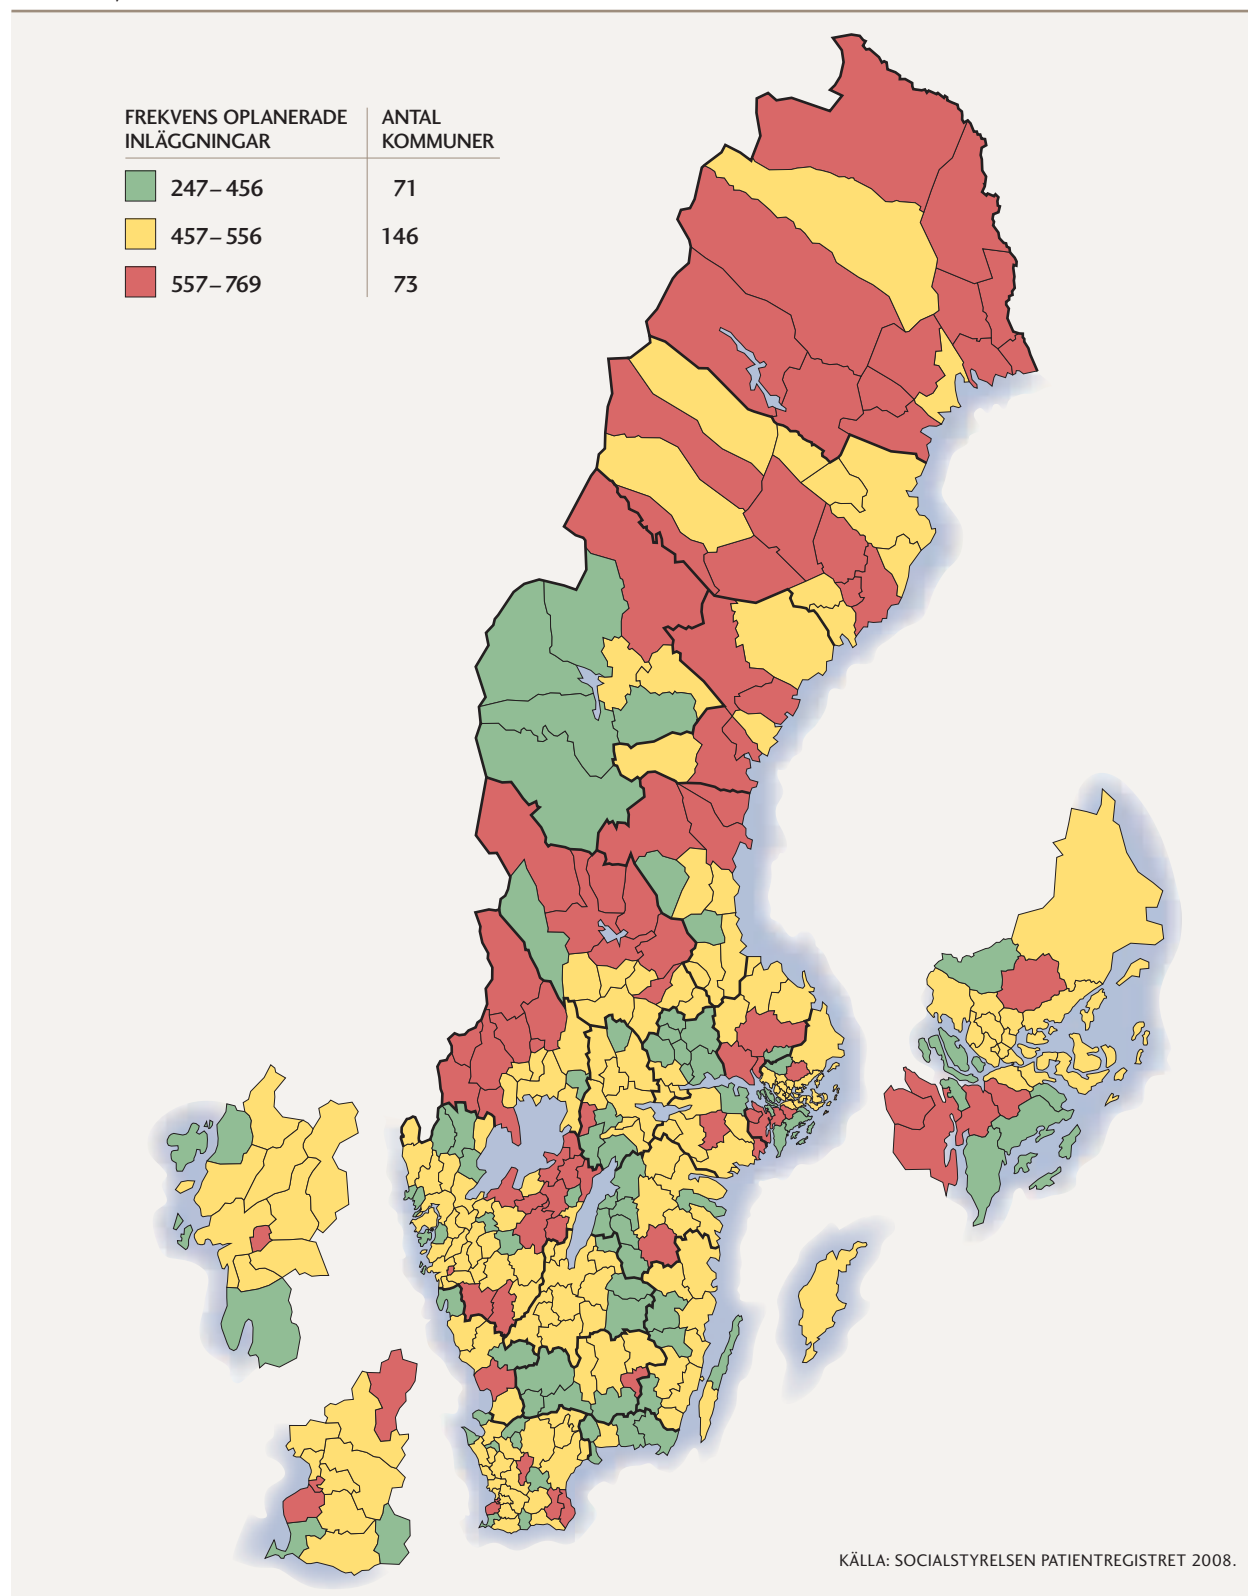 FREKVENS OPLANERADE INLÄGGNINGAR
ANTAL KOMMUNER
247–456 71
457–556 146
557–769 73
KÄLLA: SOCIALSTYRELSEN PATIENTREGISTRET 2008.